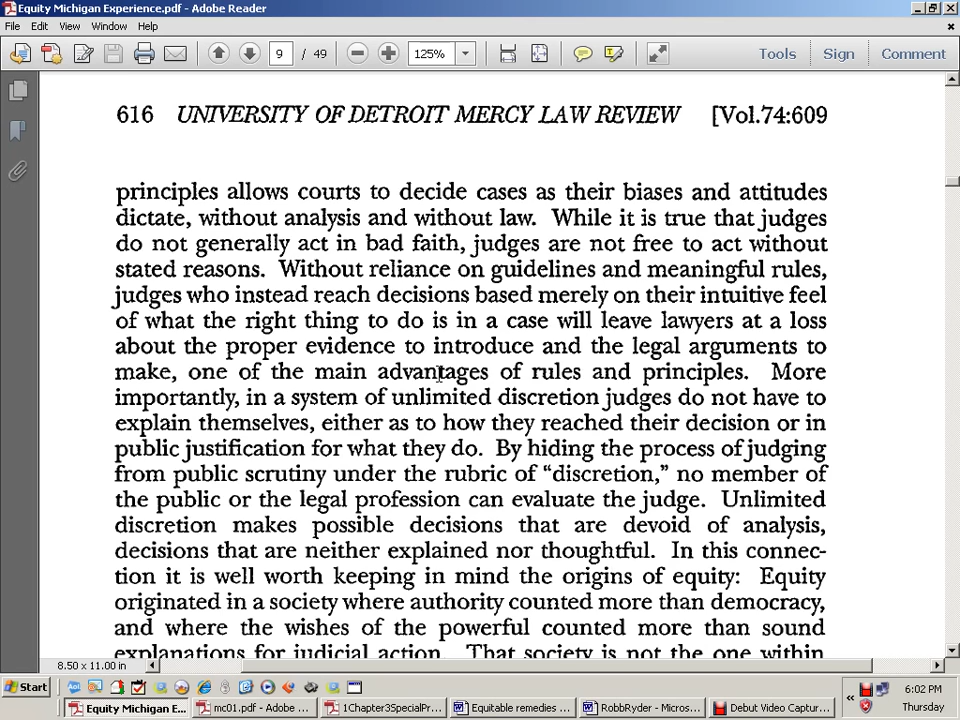 Equity Michigan Experience.pdf - Adobe Reader
File Edit View Window Help
9 / 49 125% Tools Sign Comment
616 UNIVERSITY OF DETROIT MERCY LAW REVIEW [Vol.74:609
principles allows courts to decide cases as their biases and attitudes
dictate, without analysis and without law. While it is true that judges
do not generally act in bad faith, judges are not free to act without
stated reasons. Without reliance on guidelines and meaningful rules,
judges who instead reach decisions based merely on their intuitive feel
of what the right thing to do is in a case will leave lawyers at a loss
about the proper evidence to introduce and the legal arguments to
make, one of the main advantages of rules and principles. More
importantly, in a system of unlimited discretion judges do not have to
explain themselves, either as to how they reached their decision or in
public justification for what they do. By hiding the process of judging
from public scrutiny under the rubric of “discretion,” no member of
the public or the legal profession can evaluate the judge. Unlimited
discretion makes possible decisions that are devoid of analysis,
decisions that are neither explained nor thoughtful. In this connec-
tion it is well worth keeping in mind the origins of equity: Equity
originated in a society where authority counted more than democracy,
and where the wishes of the powerful counted more than sound
explanations for judicial action. That society is not the one within
8.50 x 11.00 in
Start 6:02 PM
Equity Michigan E... mc01.pdf - Adobe ... 1Chapter3SpecialPr... Equitable remedies ... RobbRyder - Micros... Debut Video Captur... Thursday